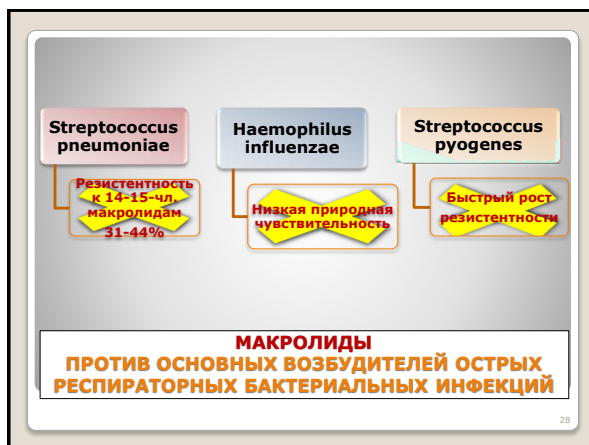 Streptococcus
pneumoniae
Haemophilus
influenzae
Streptococcus
pyogenes
Резистентность
к 14-15-чл.
макролидам
31-44%
Низкая природная
чувствительность
Быстрый рост
резистентности
МАКРОЛИДЫ
ПРОТИВ ОСНОВНЫХ ВОЗБУДИТЕЛЕЙ ОСТРЫХ
РЕСПИРАТОРНЫХ БАКТЕРИАЛЬНЫХ ИНФЕКЦИЙ
28